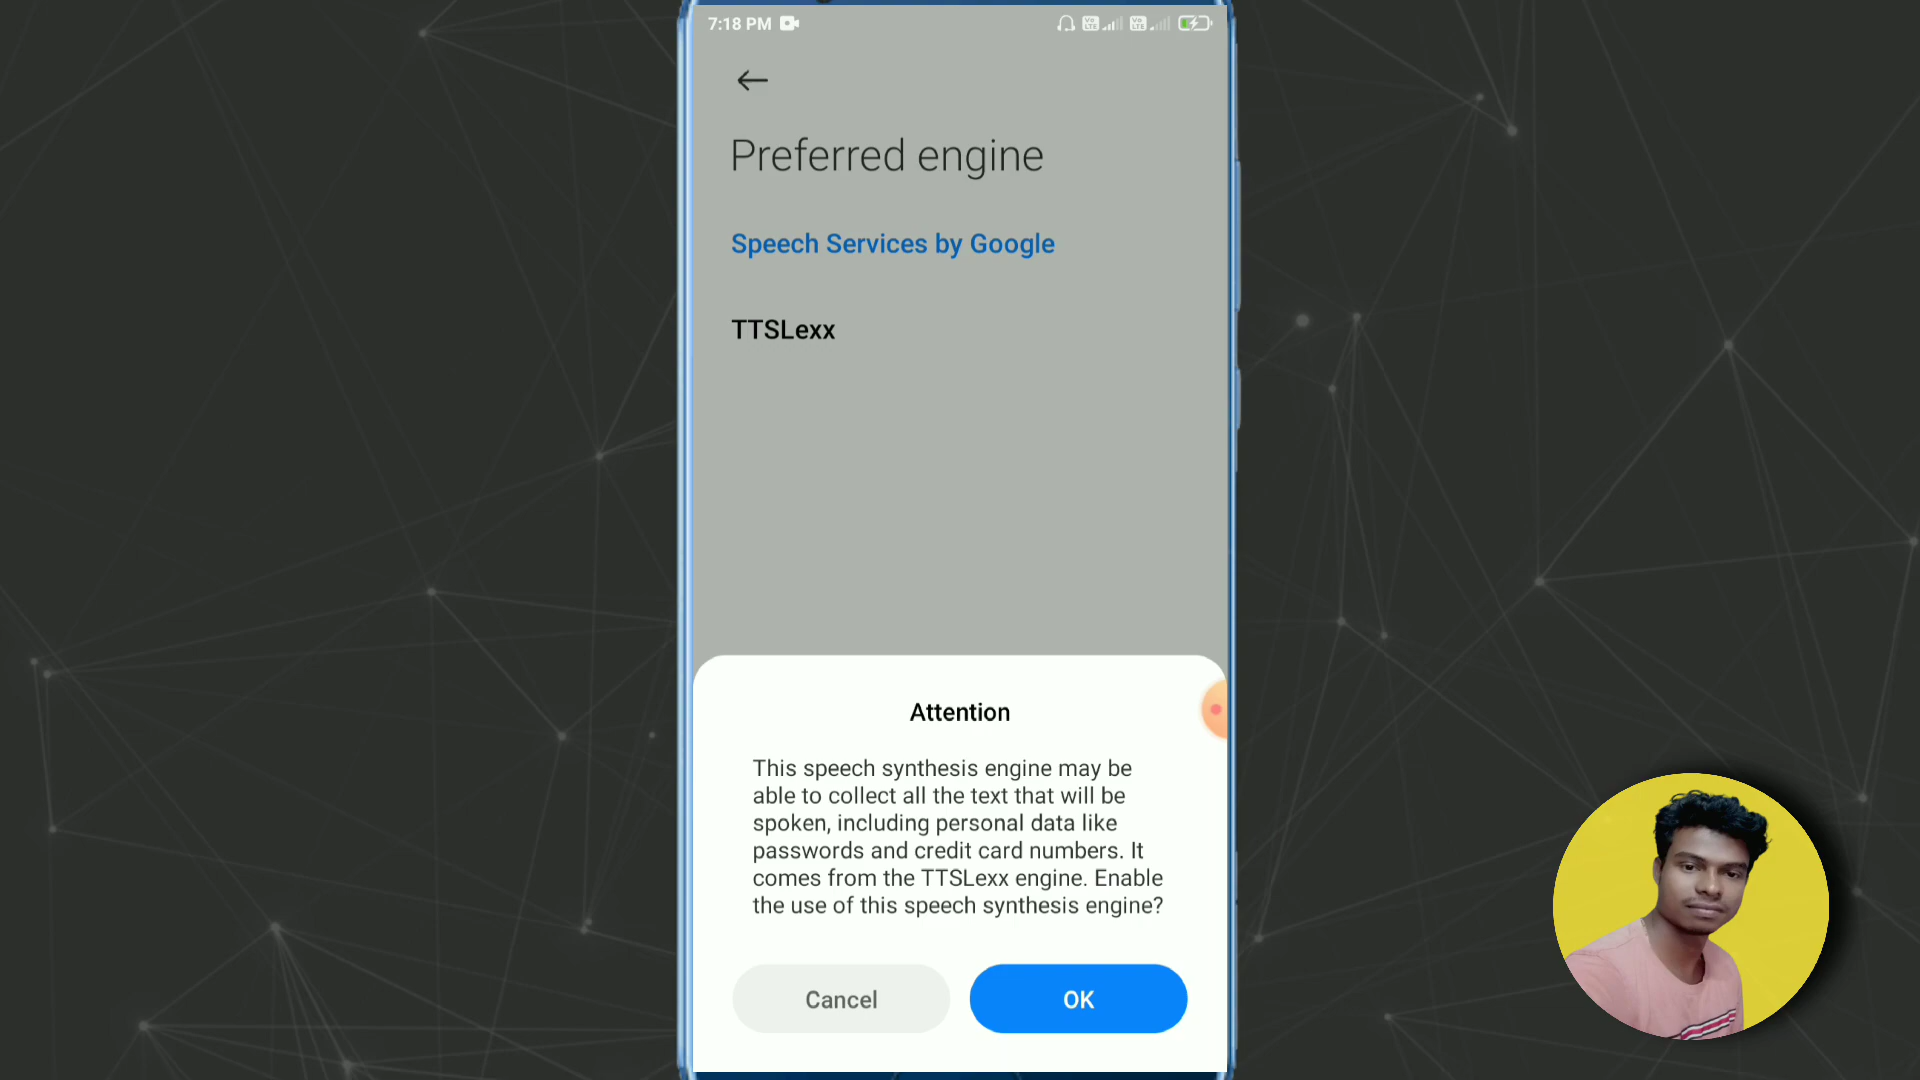 7:18 PM
Preferred engine
Speech Services by Google
TTSLexx
Attention
This speech synthesis engine may be
able to collect all the text that will be
spoken, including personal data like
passwords and credit card numbers. It
comes from the TTSLexx engine. Enable
the use of this speech synthesis engine?
Cancel
OK